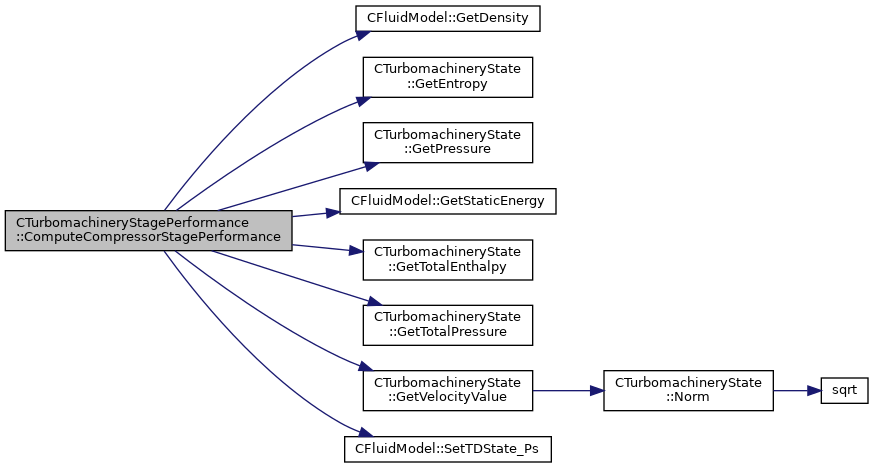 CTurbomachineryStagePerformance
::ComputeCompressorStagePerformance
CFluidModel::GetDensity
CTurbomachineryState
::GetEntropy
CTurbomachineryState
::GetPressure
CFluidModel::GetStaticEnergy
CTurbomachineryState
::GetTotalEnthalpy
CTurbomachineryState
::GetTotalPressure
CTurbomachineryState
::GetVelocityValue
CTurbomachineryState
::Norm
sqrt
CFluidModel::SetTDState_Ps